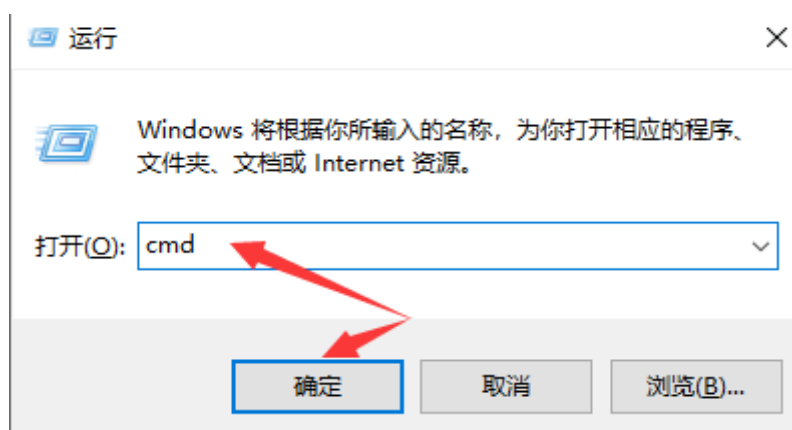 运行
Windows 将根据你所输入的名称，为你打开相应的程序、
文件夹、文档或 Internet 资源。
打开(O): cmd
确定 取消 浏览(B)...